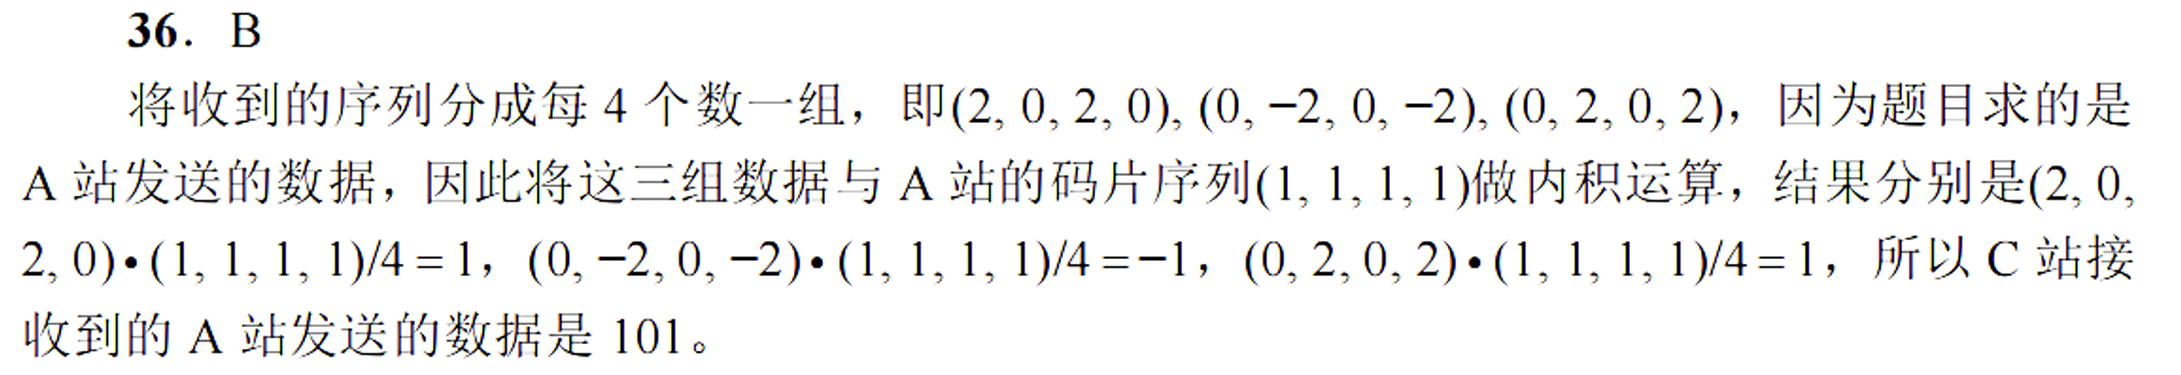 36. B
将收到的序列分成每 4 个数一组，即(2, 0, 2, 0), (0, −2, 0, −2), (0, 2, 0, 2)，因为题目求的是
A 站发送的数据，因此将这三组数据与 A 站的码片序列(1, 1, 1, 1)做内积运算，结果分别是(2, 0,
2, 0)•(1, 1, 1, 1)/4 = 1，(0, −2, 0, −2)•(1, 1, 1, 1)/4 = −1，(0, 2, 0, 2)•(1, 1, 1, 1)/4 = 1，所以 C 站接
收到的 A 站发送的数据是 101。